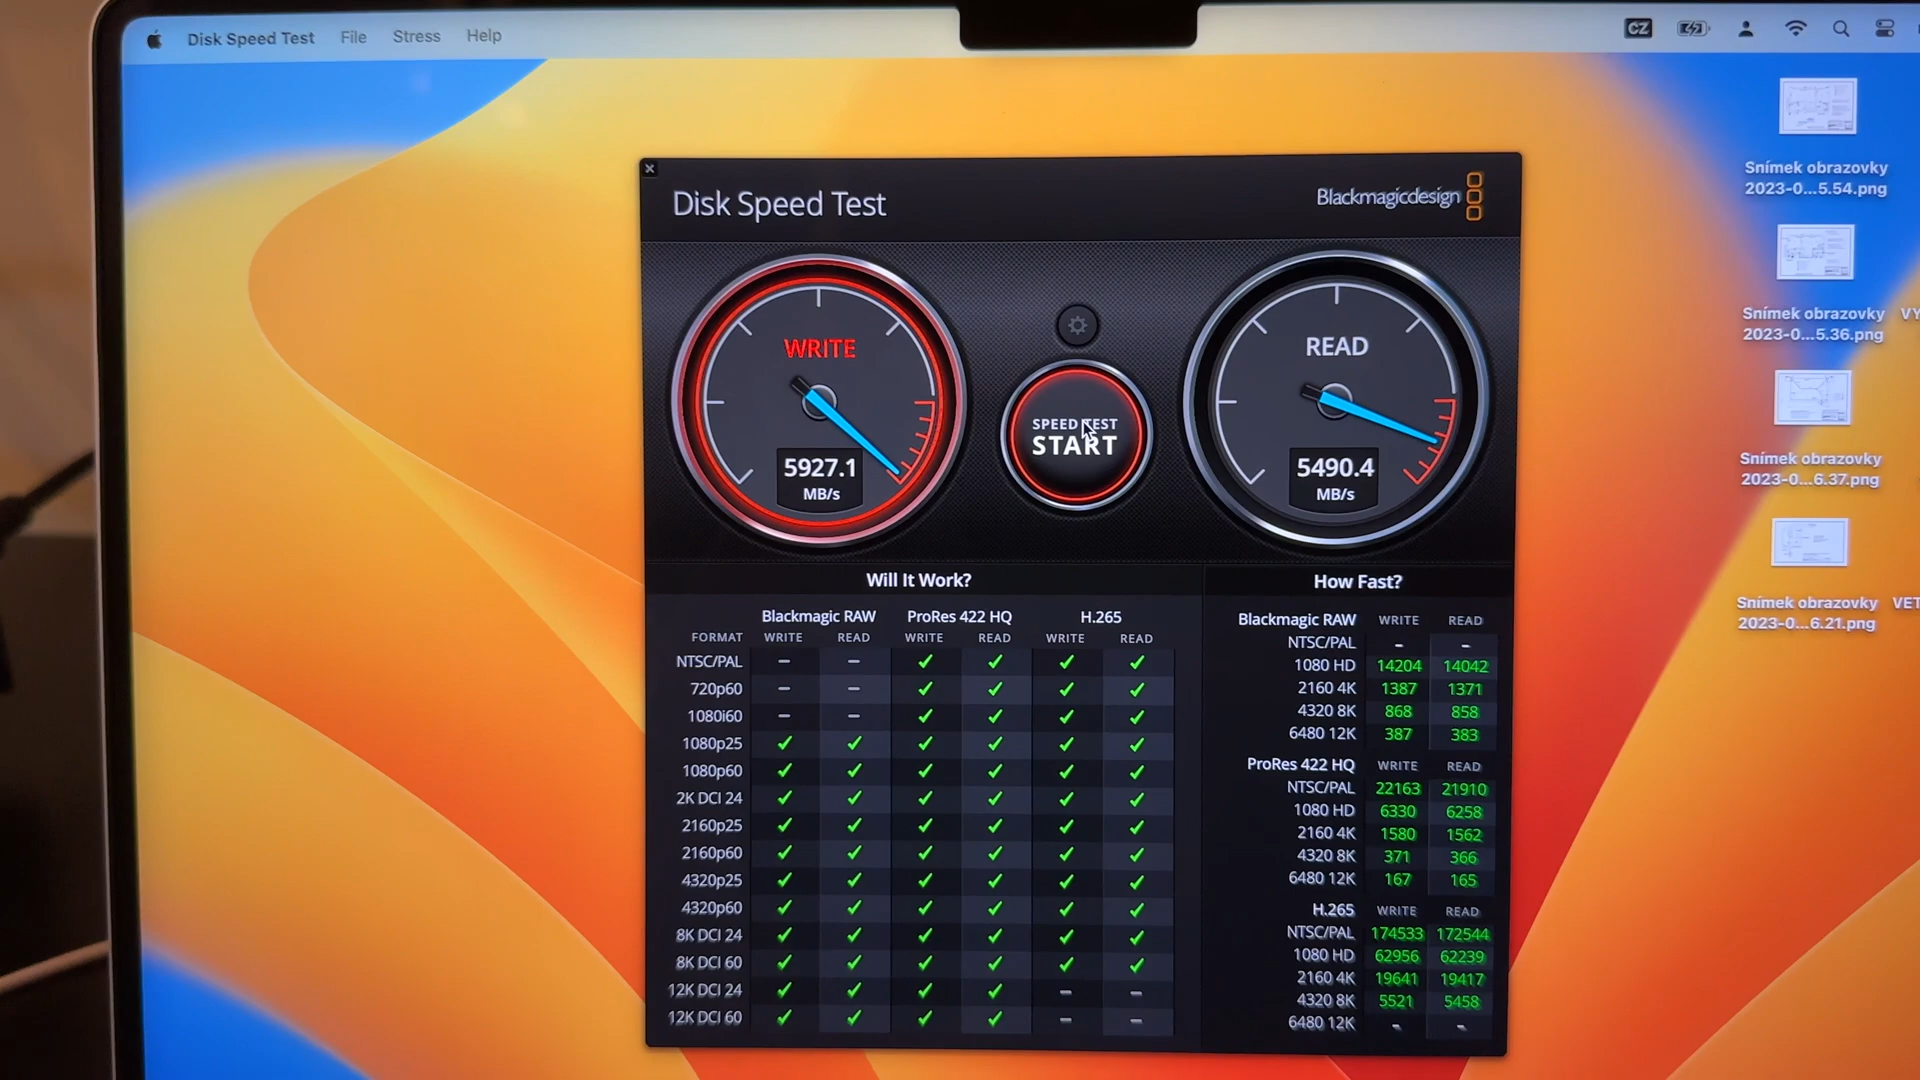 Disk Speed Test File Stress Help CZ
Snímek obrazovky
2023-0...5.54.png
Snímek obrazovky VY
2023-0...5.36.png
Snímek obrazovky
2023-0...6.37.png
Snímek obrazovky VET
2023-0...6.21.png
Disk Speed Test Blackmagicdesign
WRITE
5927.1
MB/s
SPEED TEST
START
READ
5490.4
MB/s
Will It Work?
Blackmagic RAW ProRes 422 HQ H.265
FORMAT WRITE READ WRITE READ WRITE READ
NTSC/PAL – – ✓ ✓ ✓ ✓
720p60 – – ✓ ✓ ✓ ✓
1080i60 – – ✓ ✓ ✓ ✓
1080p25 ✓ ✓ ✓ ✓ ✓ ✓
1080p60 ✓ ✓ ✓ ✓ ✓ ✓
2K DCI 24 ✓ ✓ ✓ ✓ ✓ ✓
2160p25 ✓ ✓ ✓ ✓ ✓ ✓
2160p60 ✓ ✓ ✓ ✓ ✓ ✓
4320p25 ✓ ✓ ✓ ✓ ✓ ✓
4320p60 ✓ ✓ ✓ ✓ ✓ ✓
8K DCI 24 ✓ ✓ ✓ ✓ ✓ ✓
8K DCI 60 ✓ ✓ ✓ ✓ ✓ ✓
12K DCI 24 ✓ ✓ ✓ ✓ – –
12K DCI 60 ✓ ✓ ✓ ✓ – –
How Fast?
Blackmagic RAW WRITE READ
NTSC/PAL - -
1080 HD 14204 14042
2160 4K 1387 1371
4320 8K 868 858
6480 12K 387 383
ProRes 422 HQ WRITE READ
NTSC/PAL 22163 21910
1080 HD 6330 6258
2160 4K 1580 1562
4320 8K 371 366
6480 12K 167 165
H.265 WRITE READ
NTSC/PAL 174533 172544
1080 HD 62956 62239
2160 4K 19641 19417
4320 8K 5521 5458
6480 12K - -